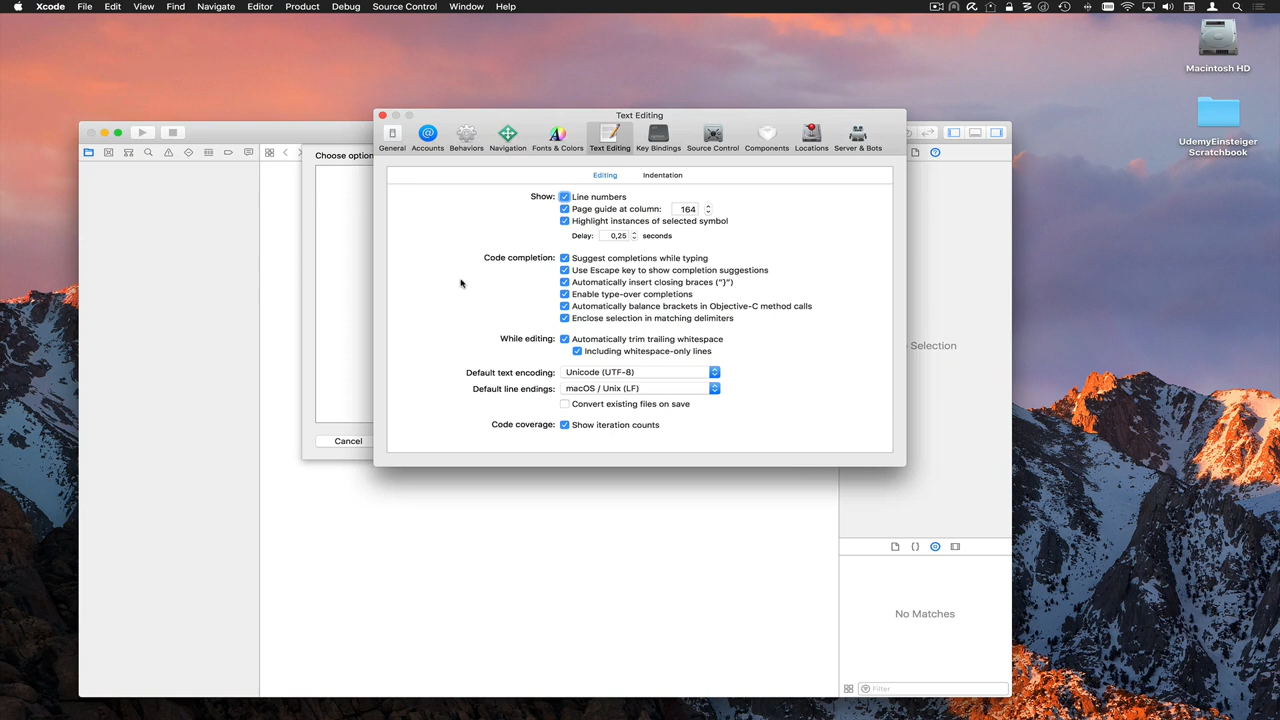 Xcode File Edit View Find Navigate Editor Product Debug Source Control Window Help
Macintosh HD
UdemyEinsteiger
Scratchbook
Text Editing
General Accounts Behaviors Navigation Fonts & Colors Text Editing Key Bindings Source Control Components Locations Server & Bots
Choose option
Editing Indentation
Show: Line numbers
Page guide at column: 164
Highlight instances of selected symbol
Delay: 0,25 seconds
Code completion: Suggest completions while typing
Use Escape key to show completion suggestions
Automatically insert closing braces ("}")
Enable type-over completions
Automatically balance brackets in Objective-C method calls
Enclose selection in matching delimiters
While editing: Automatically trim trailing whitespace
Including whitespace-only lines
Default text encoding: Unicode (UTF-8)
Default line endings: macOS / Unix (LF)
Convert existing files on save
Code coverage: Show iteration counts
Cancel
Selection
No Matches
Filter